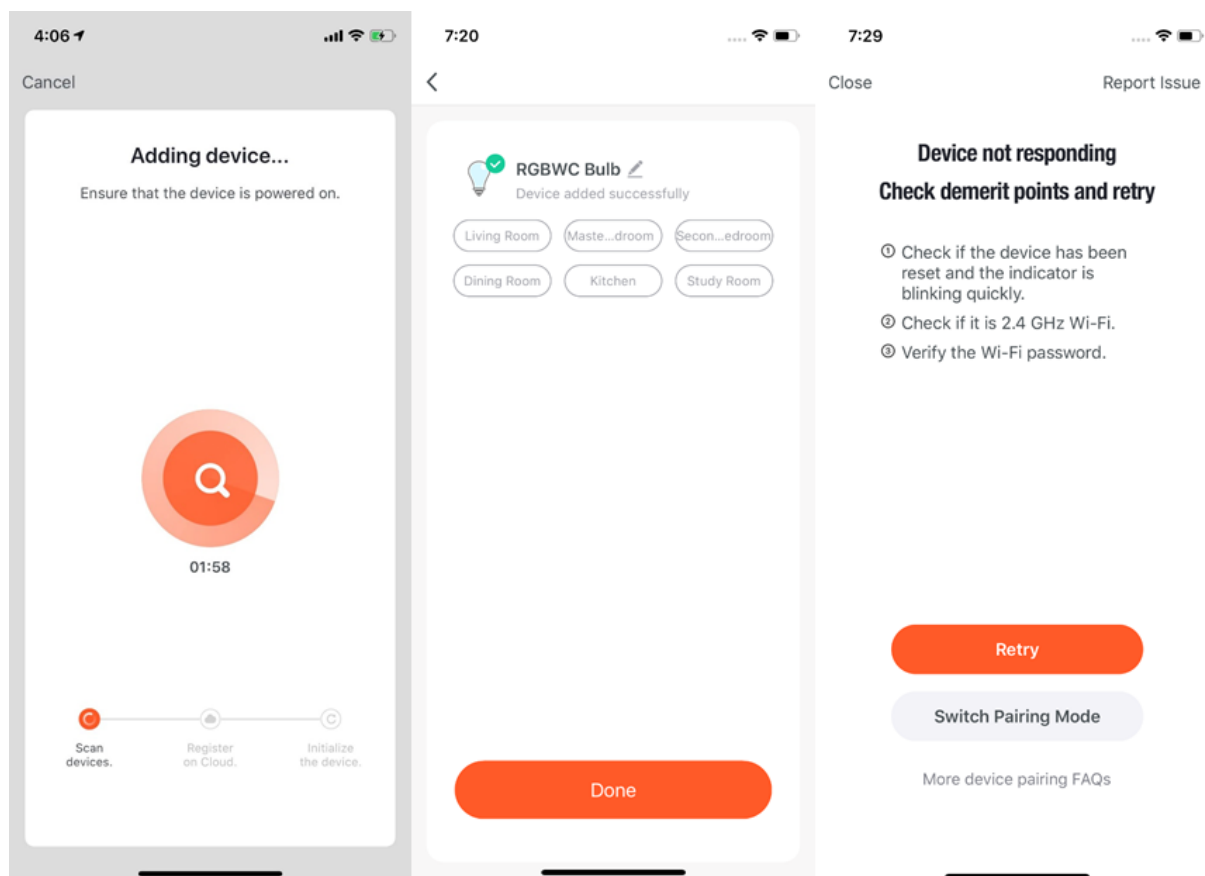 4:06
Cancel
Adding device...
Ensure that the device is powered on.
01:58
Scan
devices.
Register
on Cloud.
Initialize
the device.
7:20
RGBWC Bulb
Device added successfully
Living Room
Maste...droom
Secon...edroom
Dining Room
Kitchen
Study Room
Done
7:29
Close
Report Issue
Device not responding
Check demerit points and retry
① Check if the device has been
reset and the indicator is
blinking quickly.
② Check if it is 2.4 GHz Wi-Fi.
③ Verify the Wi-Fi password.
Retry
Switch Pairing Mode
More device pairing FAQs